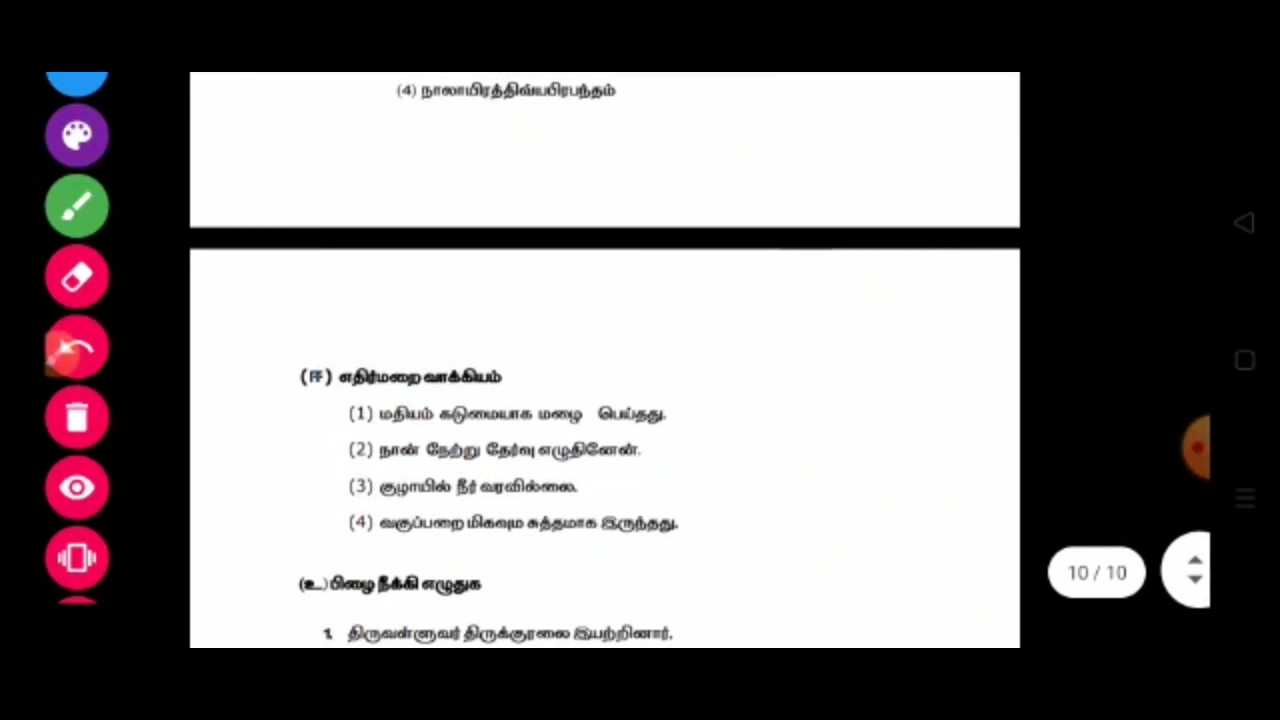 (4) நாலாயிரத்திவ்யபிரபந்தம்
(ஈ) எதிர்மறை வாக்கியம்
(1) மதியம் கடுமையாக மழை பெய்தது.
(2) நான் நேற்று தேர்வு எழுதினேன்.
(3) குழாயில் நீர் வரவில்லை.
(4) வகுப்பறை மிகவும சுத்தமாக இருந்தது.
(உ) பிழை நீக்கி எழுதுக
1. திருவள்ளுவர் திருக்குரலை இயற்றினார்.
10 / 10